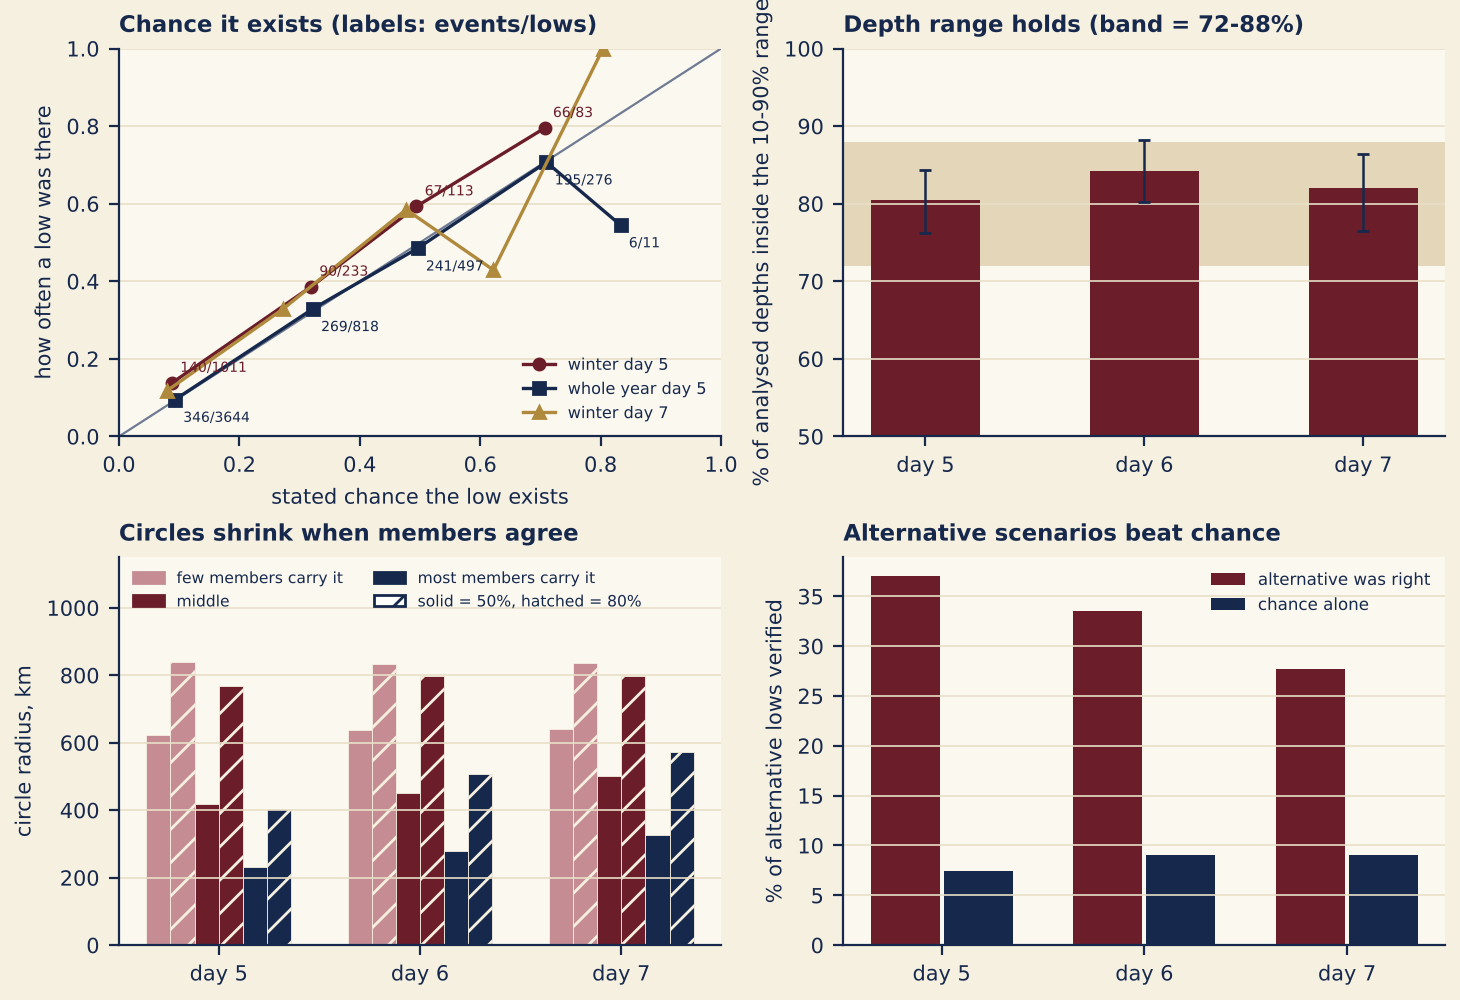 Chance it exists (labels: events/lows)
how often a low was there
1.0
0.8
0.6
0.4
0.2
0.0
66/83
67/113
195/276
6/11
90/233
241/497
269/818
140/1011
346/3644
winter day 5
whole year day 5
winter day 7
0.0 0.2 0.4 0.6 0.8 1.0
stated chance the low exists
Depth range holds (band = 72-88%)
% of analysed depths inside the 10-90% range
100
90
80
70
60
50
day 5 day 6 day 7
Circles shrink when members agree
circle radius, km
few members carry it
middle
most members carry it
solid = 50%, hatched = 80%
1000
800
600
400
200
0
day 5 day 6 day 7
Alternative scenarios beat chance
% of alternative lows verified
alternative was right
chance alone
35
30
25
20
15
10
5
0
day 5 day 6 day 7